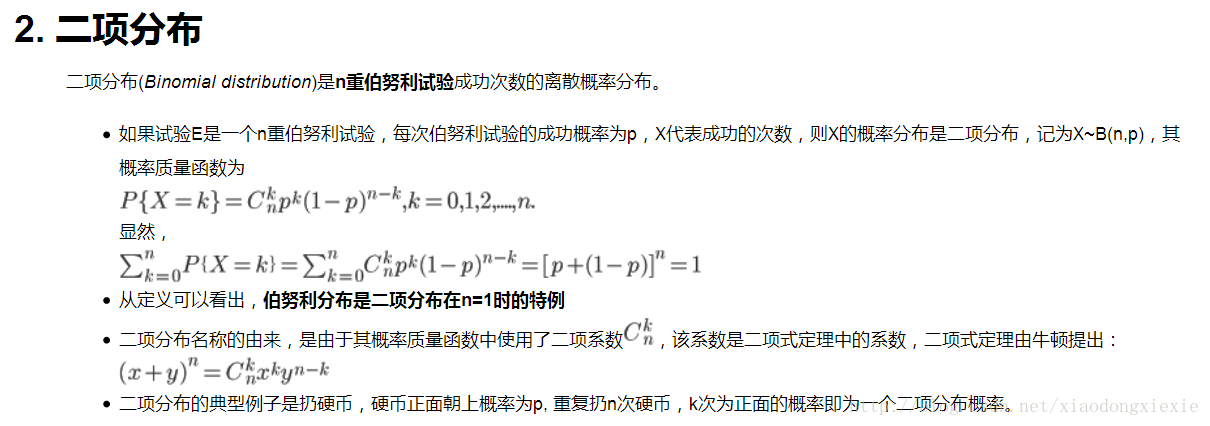 2. 二项分布
二项分布(Binomial distribution)是n重伯努利试验成功次数的离散概率分布。
• 如果试验E是一个n重伯努利试验，每次伯努利试验的成功概率为p，X代表成功的次数，则X的概率分布是二项分布，记为X~B(n,p)，其
概率质量函数为
P{X=k}=C_n^k p^k(1−p)^{n−k},k=0,1,2,...,n.
显然，
∑_{k=0}^n P{X=k}=∑_{k=0}^n C_n^k p^k(1−p)^{n−k}=[p+(1−p)]^n=1
• 从定义可以看出，伯努利分布是二项分布在n=1时的特例
• 二项分布名称的由来，是由于其概率质量函数中使用了二项系数C_n^k，该系数是二项式定理中的系数，二项式定理由牛顿提出：
(x+y)^n=C_n^k x^k y^{n−k}
• 二项分布的典型例子是扔硬币，硬币正面朝上概率为p, 重复扔n次硬币，k次为正面的概率即为一个二项分布概率。
net/xiaodongxiexie